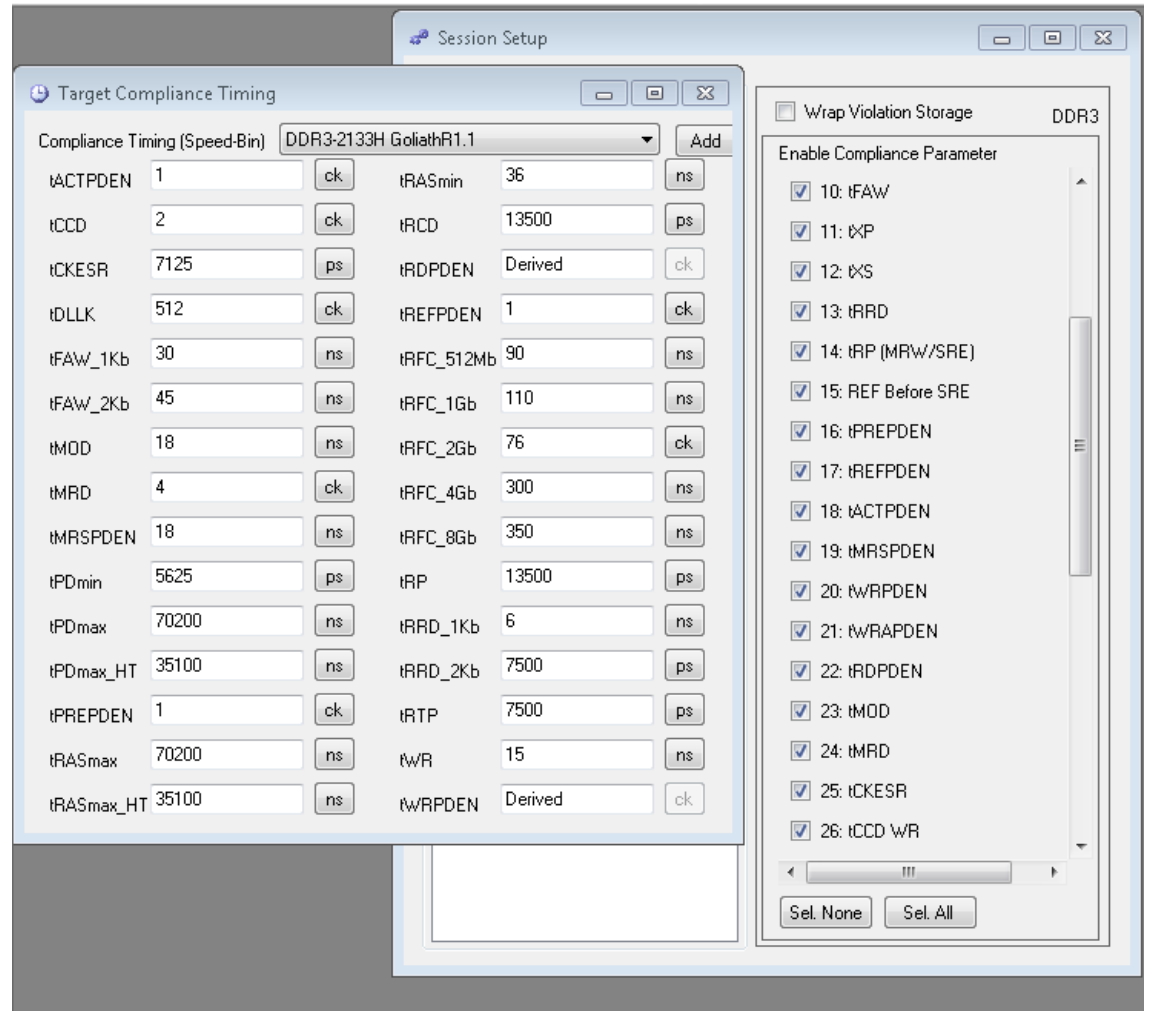 Session Setup
Target Compliance Timing
Wrap Violation Storage DDR3
Compliance Timing (Speed-Bin) DDR3-2133H GoliathR1.1 Add
Enable Compliance Parameter
tACTPDEN 1 ck tRASmin 36 ns
tCCD 2 ck tRCD 13500 ps
tCKESR 7125 ps tRDPDEN Derived ck
tDLLK 512 ck tREFPDEN 1 ck
tFAW_1Kb 30 ns tRFC_512Mb 90 ns
tFAW_2Kb 45 ns tRFC_1Gb 110 ns
tMOD 18 ns tRFC_2Gb 76 ck
tMRD 4 ck tRFC_4Gb 300 ns
tMRSPDEN 18 ns tRFC_8Gb 350 ns
tPDmin 5625 ps tRP 13500 ps
tPDmax 70200 ns tRRD_1Kb 6 ns
tPDmax_HT 35100 ns tRRD_2Kb 7500 ps
tPREPDEN 1 ck tRTP 7500 ps
tRASmax 70200 ns tWR 15 ns
tRASmax_HT 35100 ns tWRPDEN Derived ck
10: tFAW
11: tXP
12: tXS
13: tRRD
14: tRP (MRW/SRE)
15: REF Before SRE
16: tPREPDEN
17: tREFPDEN
18: tACTPDEN
19: tMRSPDEN
20: tWRPDEN
21: tWRAPDEN
22: tRDPDEN
23: tMOD
24: tMRD
25: tCKESR
26: tCCD WR
Sel. None Sel. All